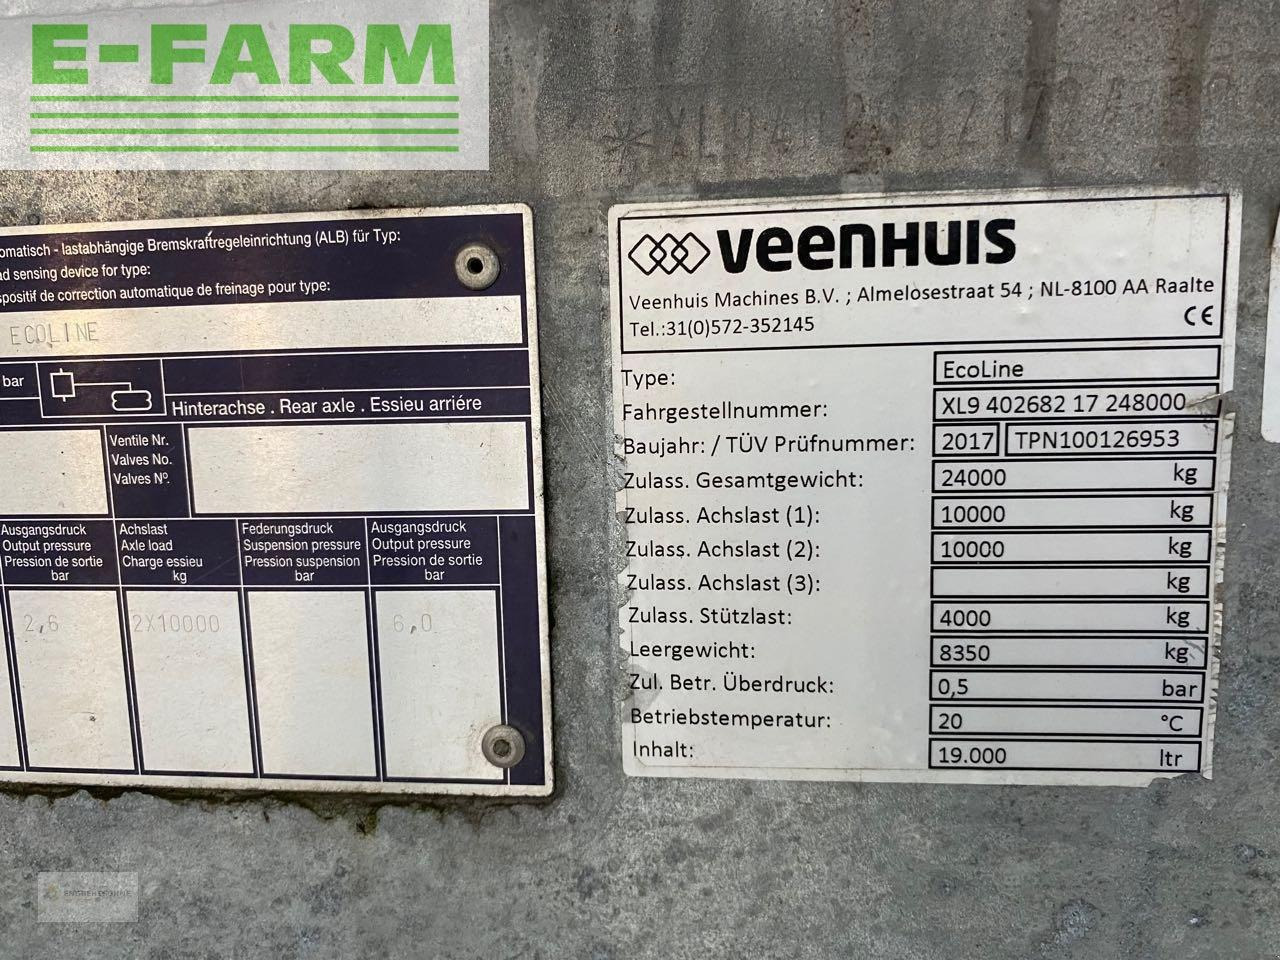 E-FARM
VEENHUIS
Veenhuis Machines B.V. ; Almelosestraat 54 ; NL-8100 AA Raalte
Tel.:31(0)572-352145 CE
Type: EcoLine
Fahrgestellnummer: XL9 402682 17 248000
Baujahr: / TÜV Prüfnummer: 2017 TPN100126953
Zulass. Gesamtgewicht: 24000 kg
Zulass. Achslast (1): 10000 kg
Zulass. Achslast (2): 10000 kg
Zulass. Achslast (3): kg
Zulass. Stützlast: 4000 kg
Leergewicht: 8350 kg
Zul. Betr. Überdruck: 0,5 bar
Betriebstemperatur: 20 °C
Inhalt: 19.000 ltr
- lastabhängige Bremskraftregeleinrichtung (ALB) für Typ:
sensing device for type:
de correction automatique de freinage pour type:
ECOLINE
bar
Hinterachse . Rear axle . Essieu arriére
Ventile Nr.
Valves No.
Valves Nº.
Ausgangsdruck Achslast Federungsdruck Ausgangsdruck
Output pressure Axle load Suspension pressure Output pressure
Pression de sortie Charge essieu Pression suspension Pression de sortie
bar kg bar bar
2,6 2X10000 6,0